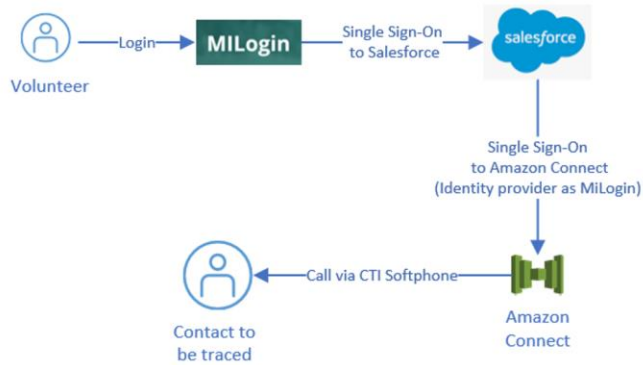 Login
MILogin
Single Sign-On
to Salesforce
salesforce
Volunteer
Single Sign-On
to Amazon Connect
(Identity provider as MiLogin)
Call via CTI Softphone
Contact to
be traced
Amazon
Connect